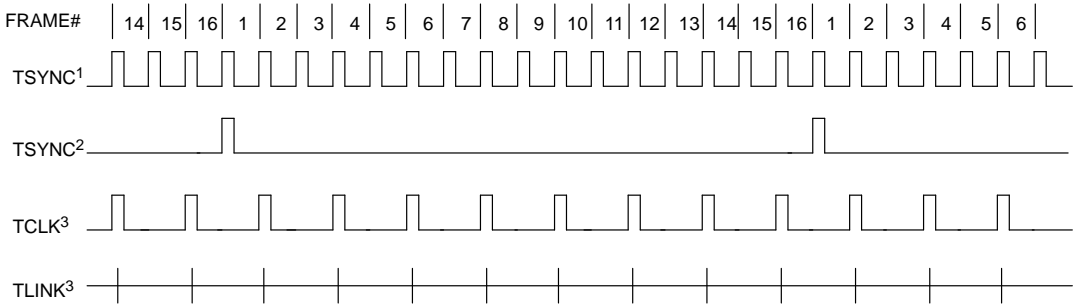 FRAME# 14 15 16 1 2 3 4 5 6 7 8 9 10 11 12 13 14 15 16 1 2 3 4 5 6
TSYNC1
TSYNC2
TCLK3
TLINK3